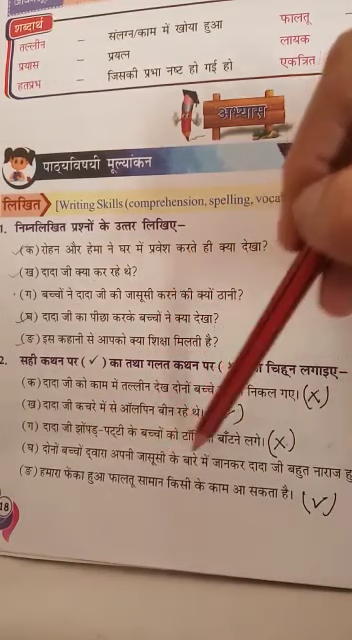 शब्दार्थ
तल्लीन – संलग्न/काम में खोया हुआ फालतू
प्रयास – प्रयत्न लायक
हतप्रभ – जिसकी प्रभा नष्ट हो गई हो एकत्रित
अभ्यास
पाठ्यविषयी मूल्यांकन
लिखित [Writing Skills (comprehension, spelling,
1. निम्नलिखित प्रश्नों के उत्तर लिखिए–
(क) रोहन और हेमा ने घर में प्रवेश करते ही क्या देखा?
(ख) दादा जी क्या कर रहे थे?
(ग) बच्चों ने दादा जी की जासूसी करने की क्यों ठानी?
(घ) दादा जी का पीछा करके बच्चों ने क्या देखा?
(ङ) इस कहानी से आपको क्या शिक्षा मिलती है?
2. सही कथन पर (✓) का तथा गलत कथन पर ( चिह्न लगाइए–
(क) दादा जी को काम में तल्लीन देख दोनों बच्चे निकल गए। (×)
(ख) दादा जी कचरे में से ऑलपिन बीन रहे थे।
(ग) दादा जी झोंपड़-पट्टी के बच्चों को बाँटने लगे। (×)
(घ) दोनों बच्चों द्वारा अपनी जासूसी के बारे में जानकर दादा जी बहुत नाराज
(ङ) हमारा फेंका हुआ फालतू सामान किसी के काम आ सकता है। (✓)
18